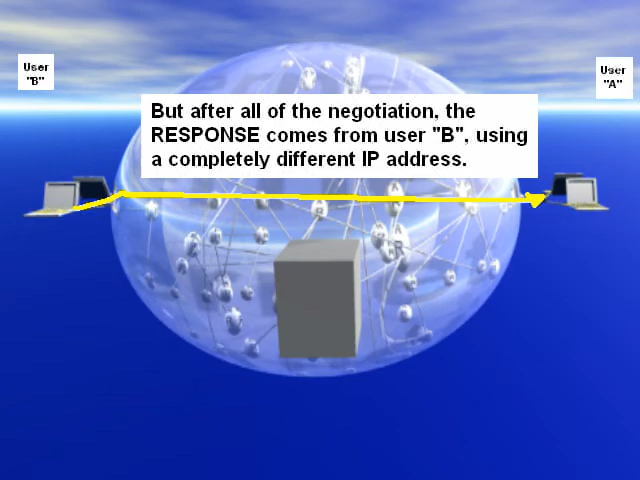 User
"B"
User
"A"
But after all of the negotiation, the
RESPONSE comes from user "B", using
a completely different IP address.